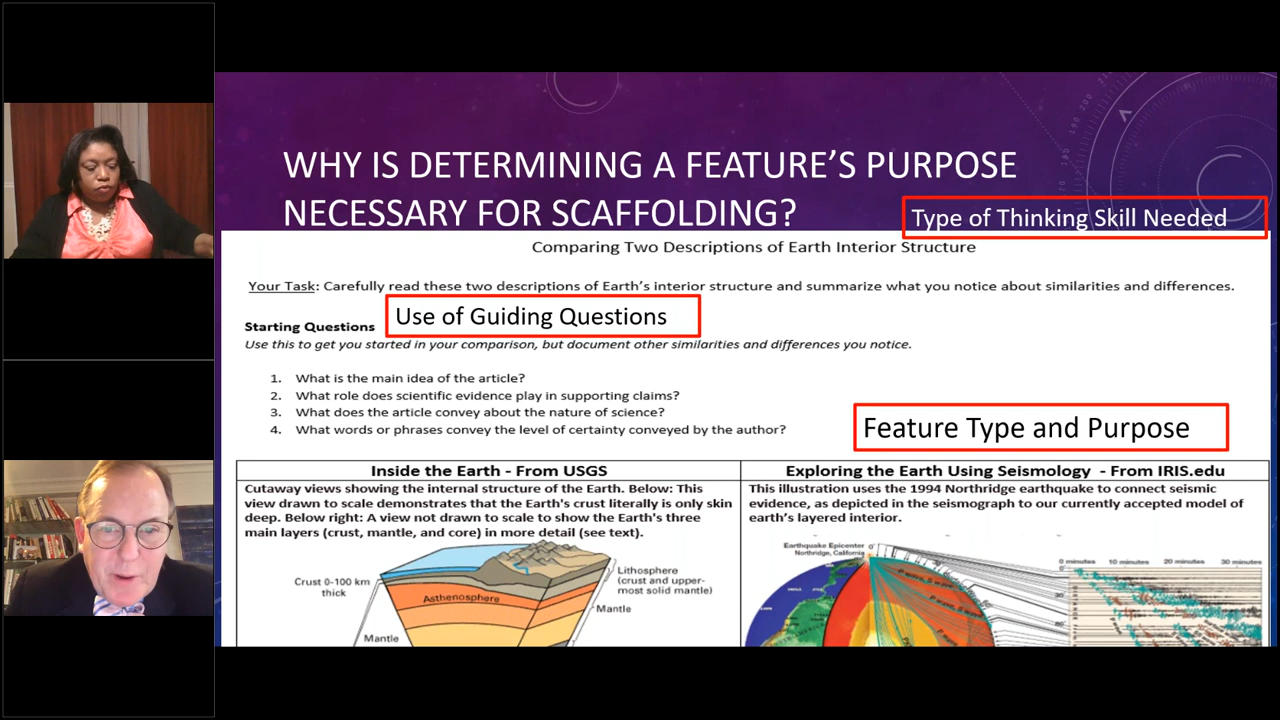 WHY IS DETERMINING A FEATURE'S PURPOSE
NECESSARY FOR SCAFFOLDING?
Type of Thinking Skill Needed
Comparing Two Descriptions of Earth Interior Structure
Your Task: Carefully read these two descriptions of Earth's interior structure and summarize what you notice about similarities and differences.
Use of Guiding Questions
Starting Questions
Use this to get you started in your comparison, but document other similarities and differences you notice.
1. What is the main idea of the article?
2. What role does scientific evidence play in supporting claims?
3. What does the article convey about the nature of science?
4. What words or phrases convey the level of certainty conveyed by the author?
Feature Type and Purpose
Inside the Earth - From USGS
Cutaway views showing the internal structure of the Earth. Below: This
view drawn to scale demonstrates that the Earth's crust literally is only skin
deep. Below right: A view not drawn to scale to show the Earth's three
main layers (crust, mantle, and core) in more detail (see text).
Crust 0-100 km
thick
Asthenosphere
Lithosphere
(crust and upper-
most solid mantle)
Mantle
Mantle
Exploring the Earth Using Seismology - From IRIS.edu
This illustration uses the 1994 Northridge earthquake to connect seismic
evidence, as depicted in the seismograph to our currently accepted model of
earth's layered interior.
Earthquake Epicenter
Northridge, California
0°
P wave, S wave
0 minutes 10 minutes 20 minutes 30 minutes
0°
30°